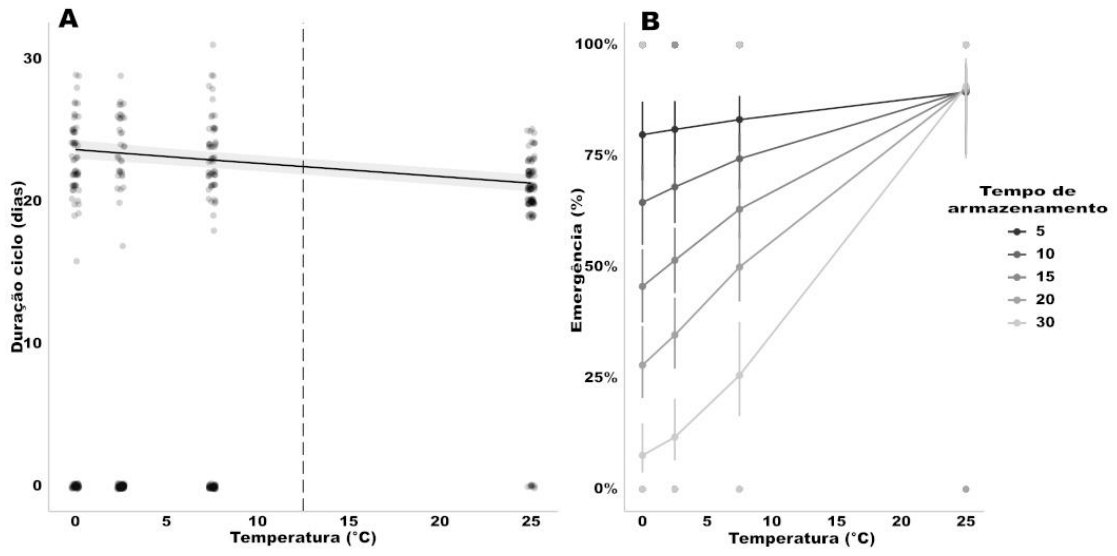 A
Duração ciclo (dias)
30
20
10
0
0 5 10 15 20 25
Temperatura (°C)
B
Emergência (%)
100%
75%
50%
25%
0%
0 5 10 15 20 25
Temperatura (°C)
Tempo de
armazenamento
5
10
15
20
30